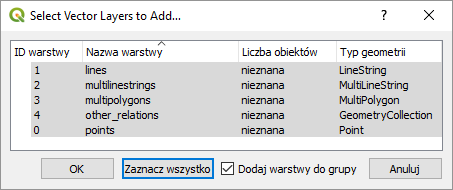 Select Vector Layers to Add...
ID warstwy Nazwa warstwy Liczba obiektów Typ geometrii
1 lines nieznana LineString
2 multilinestrings nieznana MultiLineString
3 multipolygons nieznana MultiPolygon
4 other_relations nieznana GeometryCollection
0 points nieznana Point
OK Zaznacz wszystko Dodaj warstwy do grupy Anuluj